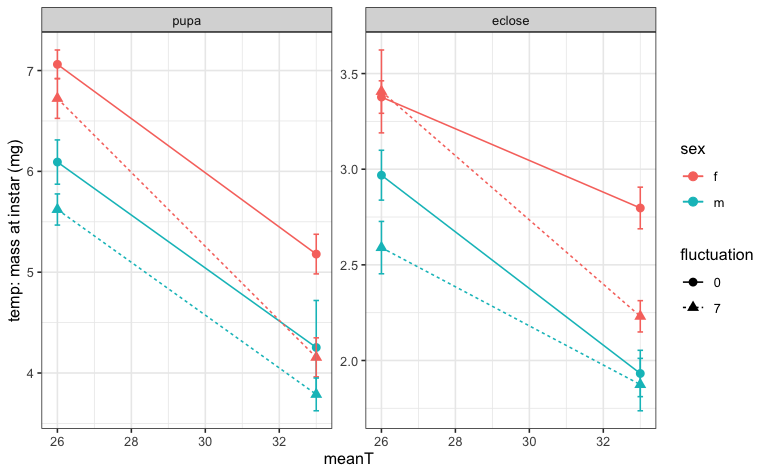 pupa
eclose
temp: mass at instar (mg)
7
6
5
4
3.5
3.0
2.5
2.0
26
28
30
32
26
28
30
32
meanT
sex
f
m
fluctuation
0
7